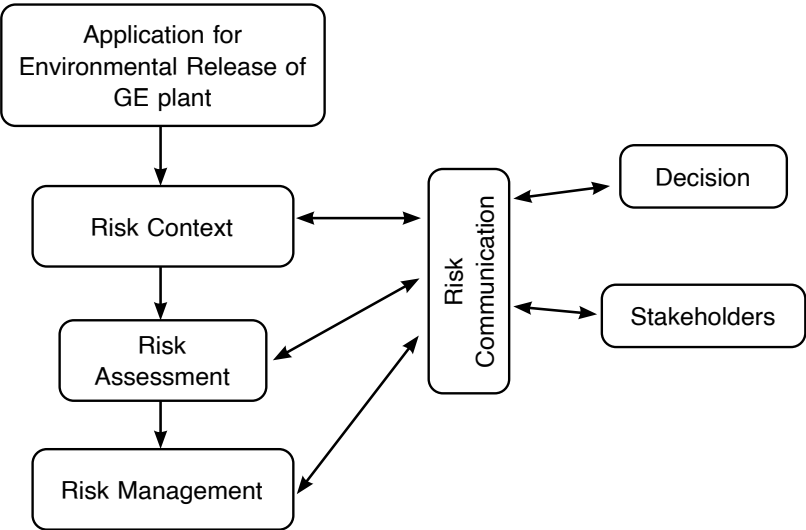 Application for
Environmental Release of
GE plant
Risk Context
Risk
Assessment
Risk Management
Risk
Communication
Decision
Stakeholders